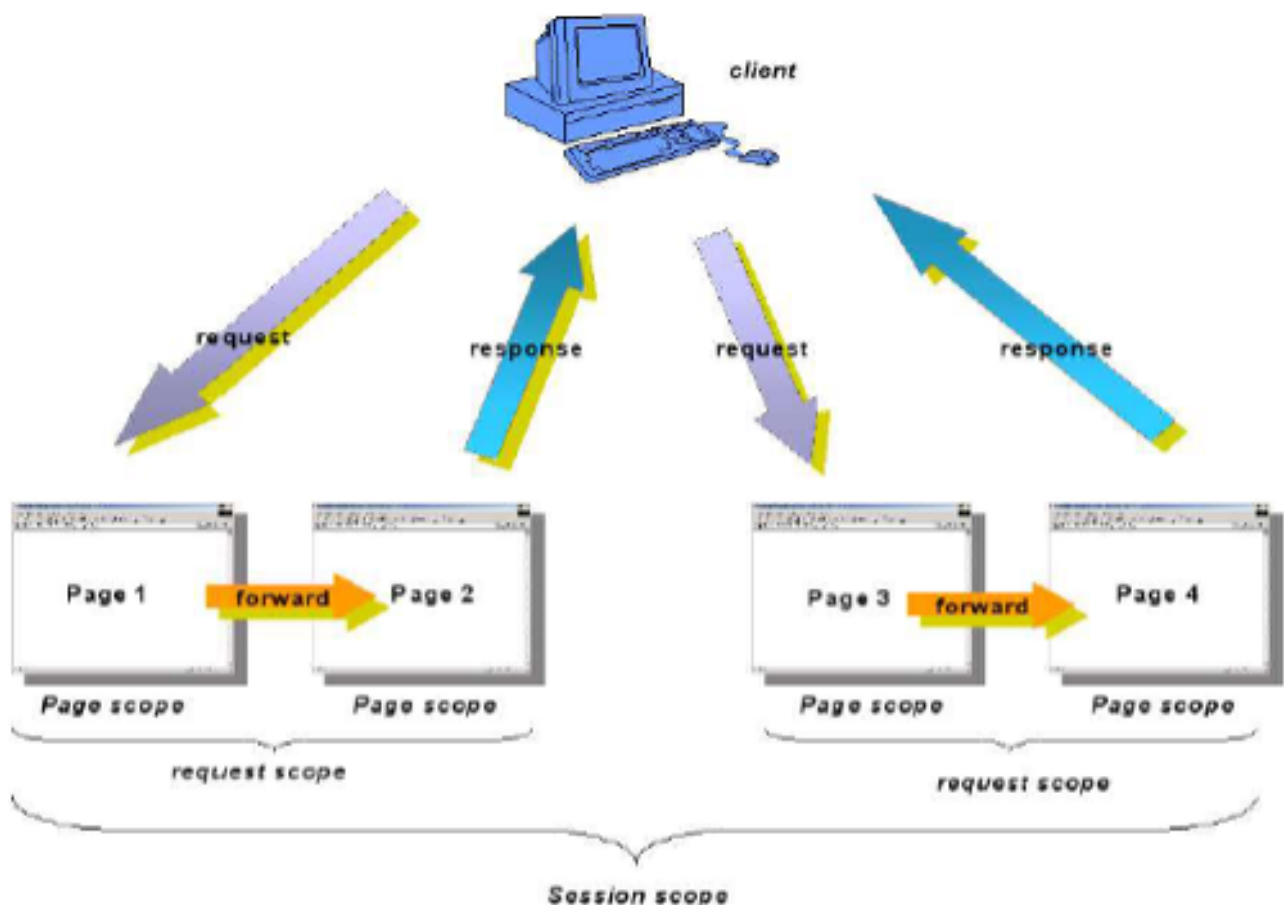 client
request
response
request
response
Page 1
forward
Page 2
Page 3
forward
Page 4
Page scope
Page scope
Page scope
Page scope
request scope
request scope
Session scope